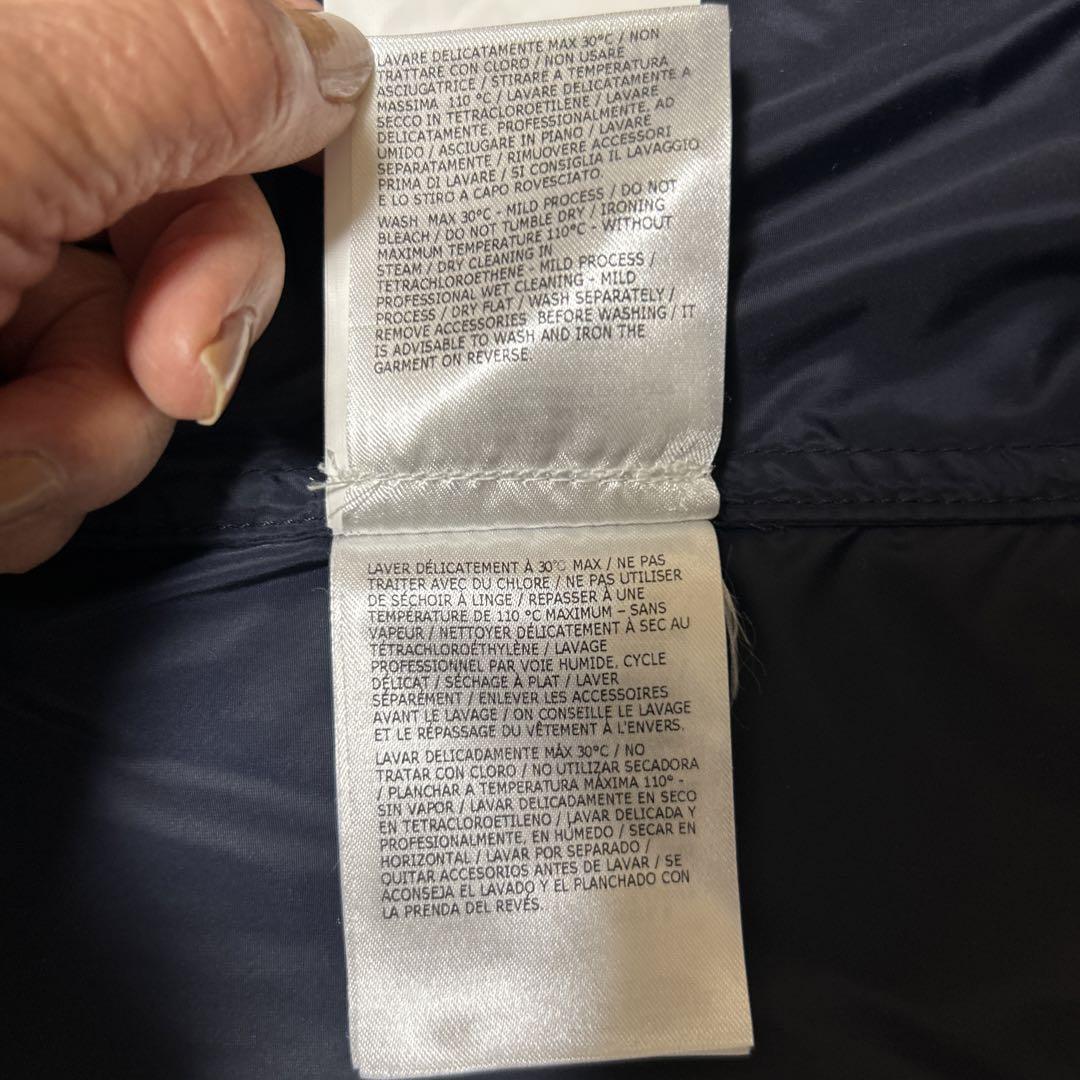 LAVARE DELICATAMENTE MAX 30°C / NON
TRATTARE CON CLORO / NON USARE
ASCIUGATRICE / STIRARE A TEMPERATURA
MASSIMA 110 °C / LAVARE DELICATAMENTE A
SECCO IN TETRACLOROETILENE / LAVARE
DELICATAMENTE, PROFESSIONALMENTE, AD
UMIDO / ASCIUGARE IN PIANO / LAVARE
SEPARATAMENTE / RIMUOVERE ACCESSORI
PRIMA DI LAVARE / SI CONSIGLIA IL LAVAGGIO
E LO STIRO A CAPO ROVESCIATO.
WASH MAX 30°C - MILD PROCESS / DO NOT
BLEACH / DO NOT TUMBLE DRY / IRONING
MAXIMUM TEMPERATURE 110°C - WITHOUT
STEAM / DRY CLEANING IN
TETRACHLOROETHENE - MILD PROCESS /
PROFESSIONAL WET CLEANING - MILD
PROCESS / DRY FLAT / WASH SEPARATELY /
REMOVE ACCESSORIES BEFORE WASHING / IT
IS ADVISABLE TO WASH AND IRON THE
GARMENT ON REVERSE.
LAVER DÉLICATEMENT À 30°C MAX / NE PAS
TRAITER AVEC DU CHLORE / NE PAS UTILISER
DE SÉCHOIR À LINGE / REPASSER À UNE
TEMPÉRATURE DE 110 °C MAXIMUM – SANS
VAPEUR / NETTOYER DÉLICATEMENT À SEC AU
TÉTRACHLOROÉTHYLÈNE / LAVAGE
PROFESSIONNEL PAR VOIE HUMIDE, CYCLE
DÉLICAT / SÉCHAGE À PLAT / LAVER
SÉPARÉMENT / ENLEVER LES ACCESSOIRES
AVANT LE LAVAGE / ON CONSEILLE LE LAVAGE
ET LE RÉPASSAGE DU VÊTEMENT À L'ENVERS.
LAVAR DELICADAMENTE MÁX 30°C / NO
TRATAR CON CLORO / NO UTILIZAR SECADORA
/ PLANCHAR A TEMPERATURA MÁXIMA 110° -
SIN VAPOR / LAVAR DELICADAMENTE EN SECO
EN TETRACLOROETILENO / LAVAR DELICADA Y
PROFESIONALMENTE, EN HÚMEDO / SECAR EN
HORIZONTAL / LAVAR POR SEPARADO /
QUITAR ACCESORIOS ANTES DE LAVAR / SE
ACONSEJA EL LAVADO Y EL PLANCHADO CON
LA PRENDA DEL REVÉS.